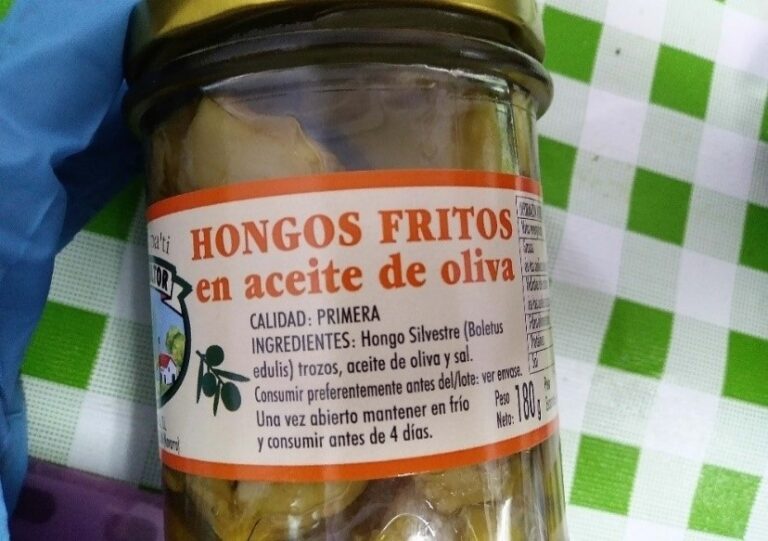 HONGOS FRITOS
en aceite de oliva
CALIDAD: PRIMERA
INGREDIENTES: Hongo Silvestre (Boletus
edulis) trozos, aceite de oliva y sal.
Consumir preferentemente antes del/lote: ver envase.
Una vez abierto mantener en frío
y consumir antes de 4 días.
Peso
Neto: 180 g